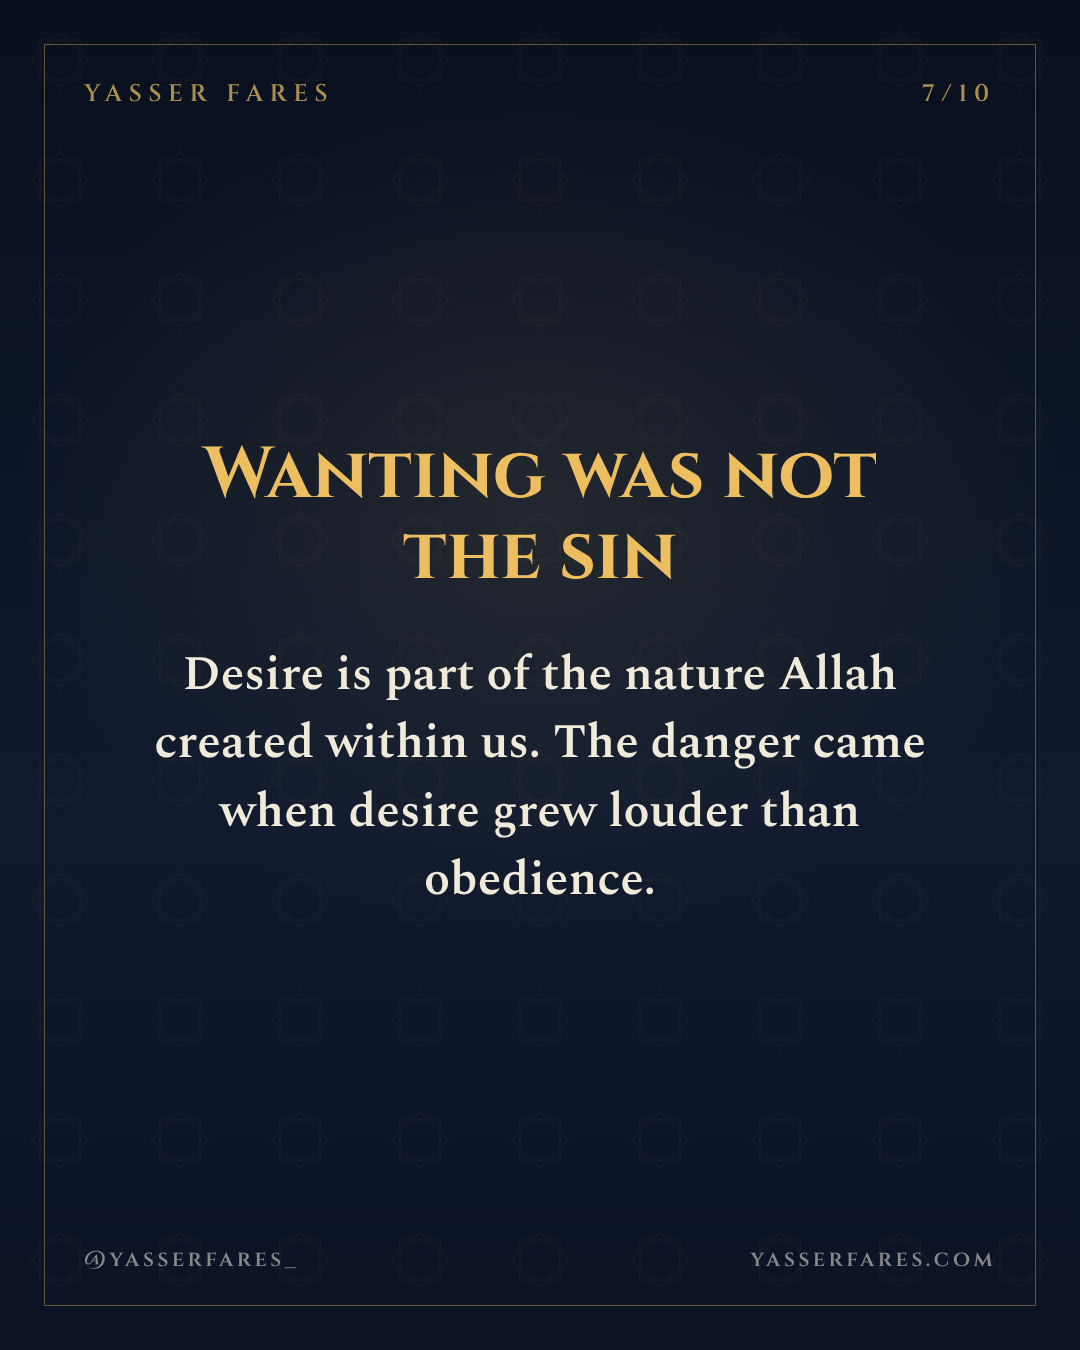 YASSER FARES
7/10
Wanting was not
the sin
Desire is part of the nature Allah
created within us. The danger came
when desire grew louder than
obedience.
@YASSERFARES_
YASSERFARES.COM